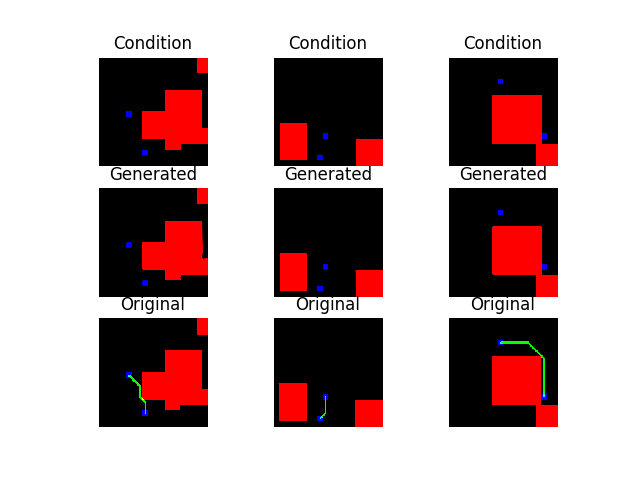 Condition Condition Condition
Generated Generated Generated
Original Original Original